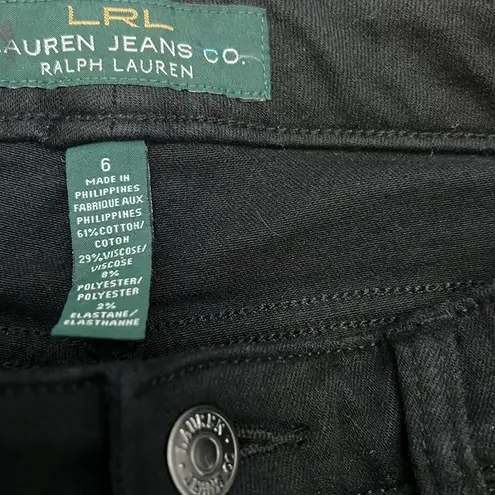 LRL
LAUREN JEANS CO.
RALPH LAUREN
6
MADE IN
PHILIPPINES
FABRIQUE AUX
PHILIPPINES
61%COTTON/
COTON
29%VISCOSE/
VISCOSE
8%
POLYESTER/
POLYESTER
2%
ELASTANE/
ELASTHANNE
LAUREN
JEANS CO.